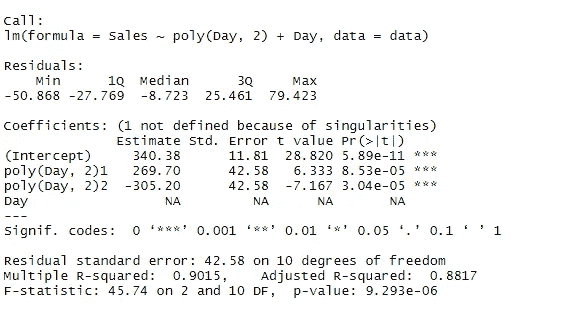 Call:
lm(formula = Sales ~ poly(Day, 2) + Day, data = data)
Residuals:
Min 1Q Median 3Q Max
-50.868 -27.769 -8.723 25.461 79.423
Coefficients: (1 not defined because of singularities)
Estimate Std. Error t value Pr(>|t|)
(Intercept) 340.38 11.81 28.820 5.89e-11 ***
poly(Day, 2)1 269.70 42.58 6.333 8.53e-05 ***
poly(Day, 2)2 -305.20 42.58 -7.167 3.04e-05 ***
Day NA NA NA NA
---
Signif. codes: 0 ‘***’ 0.001 ‘**’ 0.01 ‘*’ 0.05 ‘.’ 0.1 ‘ ’ 1
Residual standard error: 42.58 on 10 degrees of freedom
Multiple R-squared: 0.9015, Adjusted R-squared: 0.8817
F-statistic: 45.74 on 2 and 10 DF, p-value: 9.293e-06